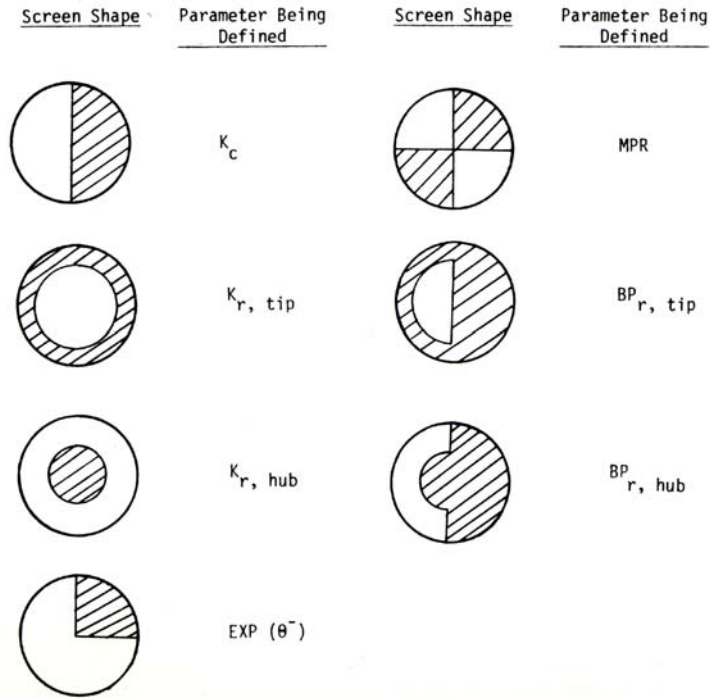 Screen Shape Parameter Being Defined Screen Shape Parameter Being Defined
K_c MPR
K_r, tip BP_r, tip
K_r, hub BP_r, hub
EXP (θ⁻)